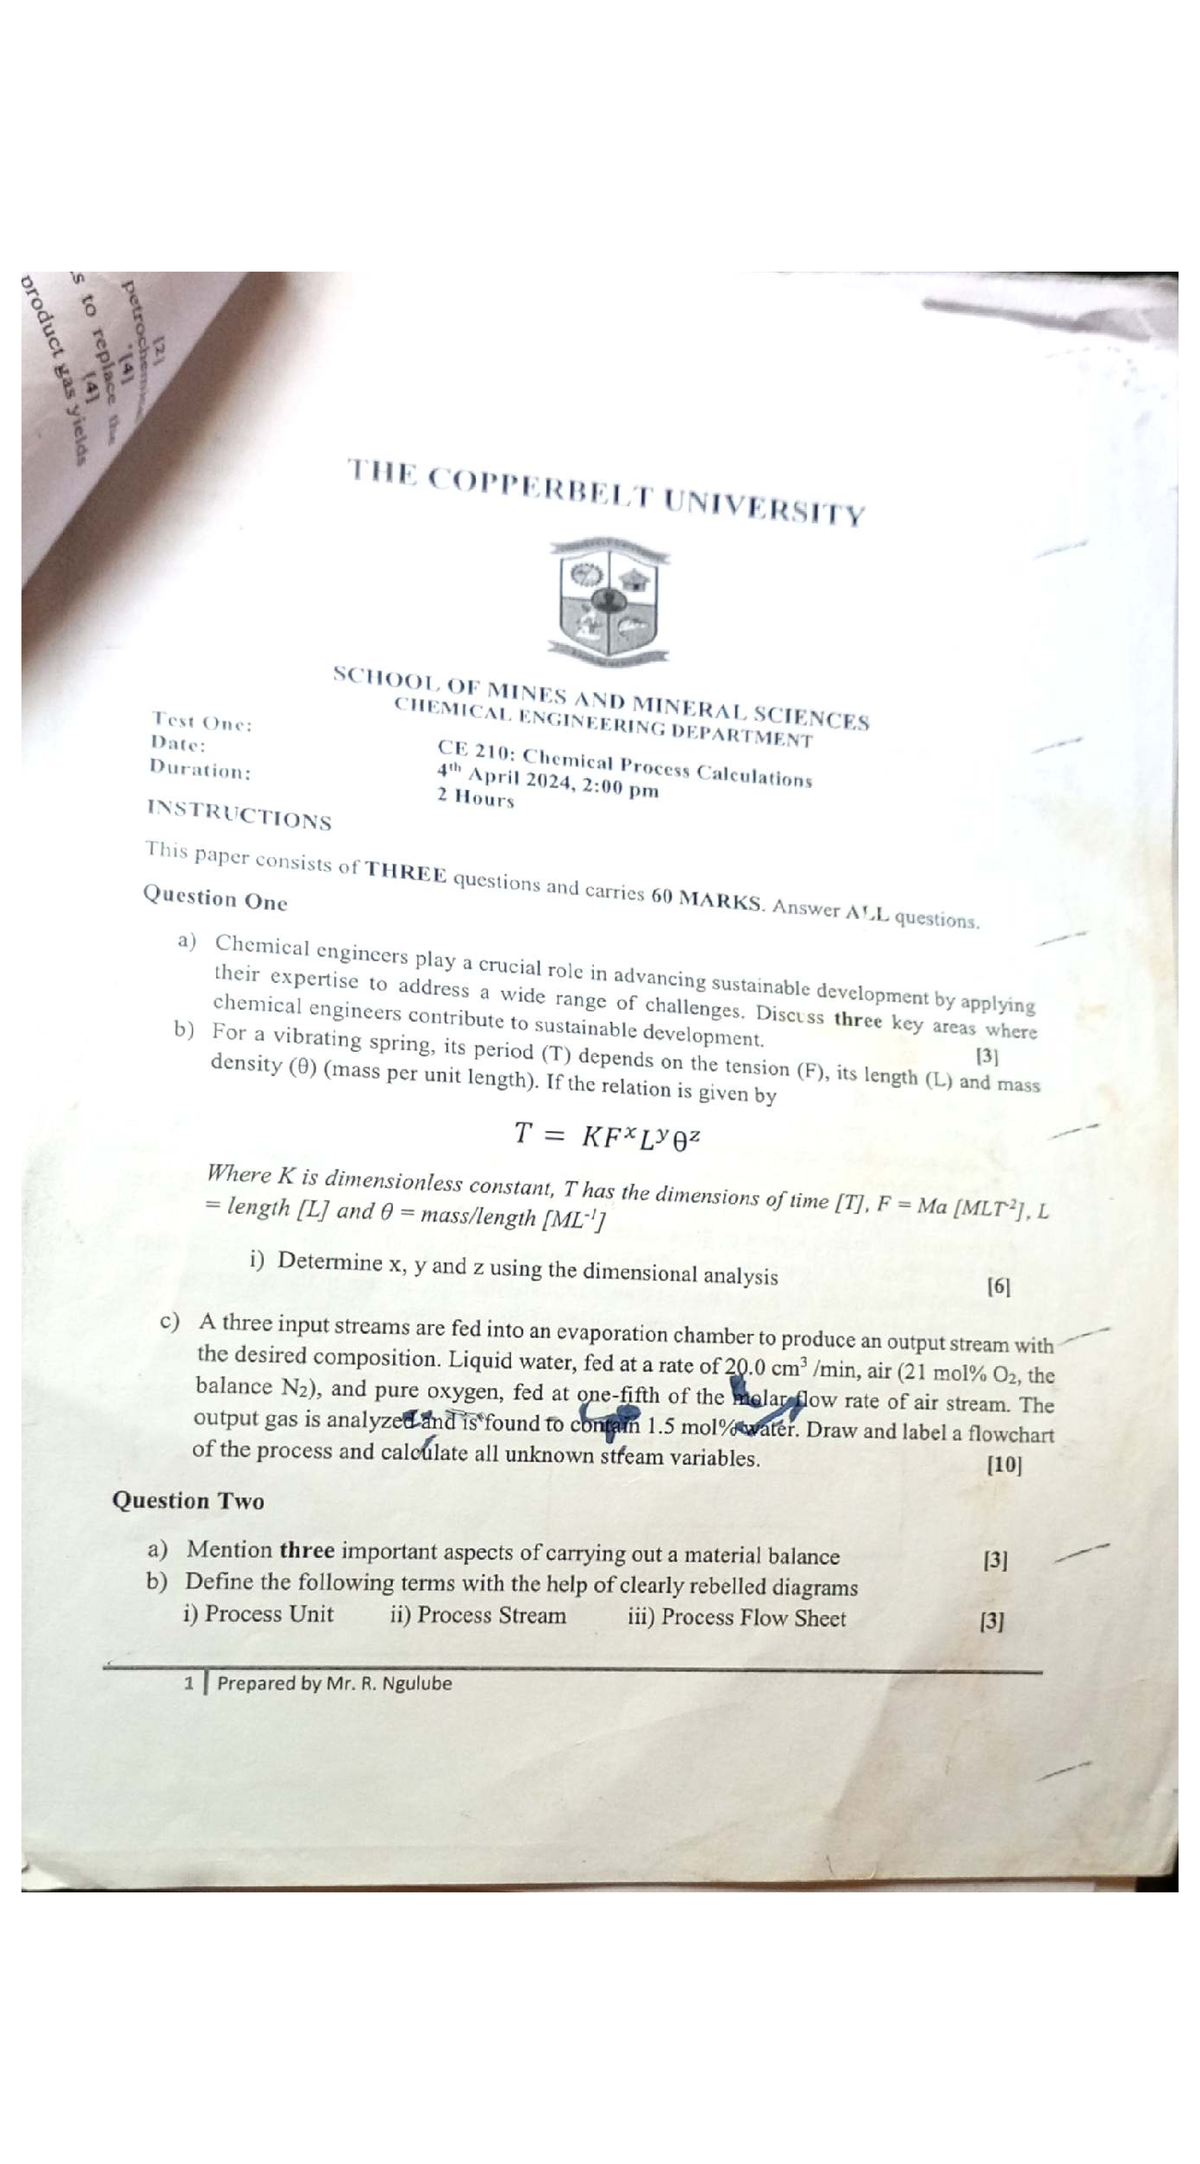 [2]
petrochemica
[4]
s to replace the
[4]
product gas yields
THE COPPERBELT UNIVERSITY
SCHOOL OF MINES AND MINERAL SCIENCES
CHEMICAL ENGINEERING DEPARTMENT
Test One: CE 210: Chemical Process Calculations
Date: 4th April 2024, 2:00 pm
Duration: 2 Hours
INSTRUCTIONS
This paper consists of THREE questions and carries 60 MARKS. Answer ALL questions.
Question One
a) Chemical engineers play a crucial role in advancing sustainable development by applying
their expertise to address a wide range of challenges. Discuss three key areas where
chemical engineers contribute to sustainable development. [3]
b) For a vibrating spring, its period (T) depends on the tension (F), its length (L) and mass
density (θ) (mass per unit length). If the relation is given by
T = KFˣLʸθᶻ
Where K is dimensionless constant, T has the dimensions of time [T], F = Ma [MLT⁻²], L
= length [L] and θ = mass/length [ML⁻¹]
i) Determine x, y and z using the dimensional analysis [6]
c) A three input streams are fed into an evaporation chamber to produce an output stream with
the desired composition. Liquid water, fed at a rate of 20.0 cm³ /min, air (21 mol% O₂, the
balance N₂), and pure oxygen, fed at one-fifth of the molar flow rate of air stream. The
output gas is analyzed and is found to contain 1.5 mol% water. Draw and label a flowchart
of the process and calculate all unknown stream variables. [10]
Question Two
a) Mention three important aspects of carrying out a material balance [3]
b) Define the following terms with the help of clearly rebelled diagrams
i) Process Unit ii) Process Stream iii) Process Flow Sheet [3]
1 | Prepared by Mr. R. Ngulube